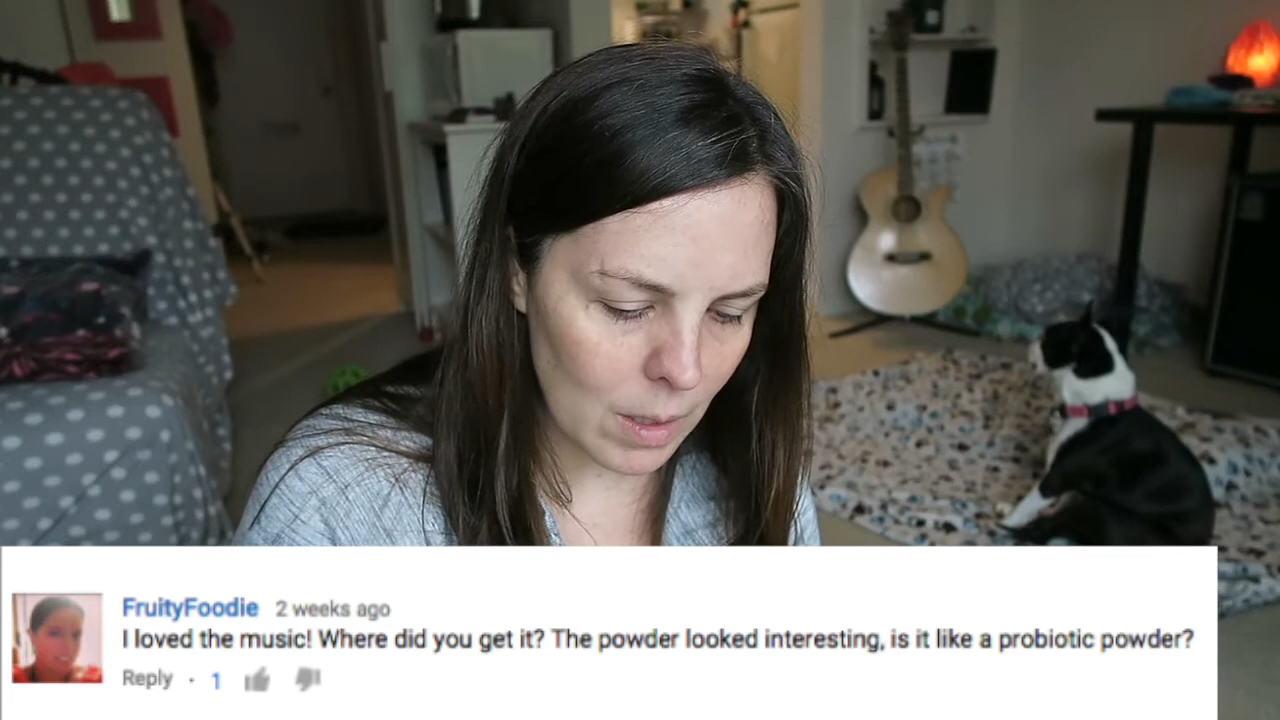 FruityFoodie 2 weeks ago
I loved the music! Where did you get it? The powder looked interesting, is it like a probiotic powder?
Reply · 1